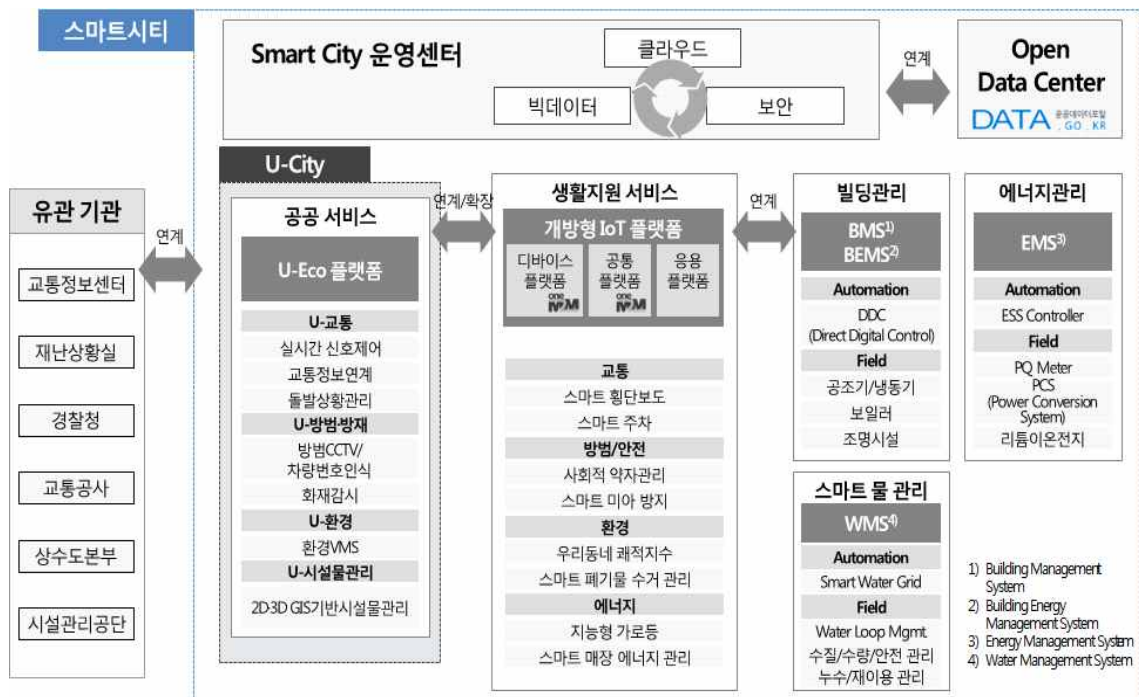 스마트시티
Smart City 운영센터
클라우드
빅데이터
보안
연계
Open
Data Center
DATA
공공데이터포털
.GO.KR
유관 기관
연계
교통정보센터
재난상황실
경찰청
교통공사
상수도본부
시설관리공단
U-City
공공 서비스
U-Eco 플랫폼
U-교통
실시간 신호제어
교통정보연계
돌발상황관리
U-방범·방재
방범CCTV/
차량번호인식
화재감시
U-환경
환경VMS
U-시설물관리
2D·3D GIS기반시설물관리
연계/확장
생활지원 서비스
개방형 IoT 플랫폼
디바이스
플랫폼
one
M2M
공통
플랫폼
one
M2M
응용
플랫폼
교통
스마트 횡단보도
스마트 주차
방범/안전
사회적 약자관리
스마트 미아 방지
환경
우리동네 쾌적지수
스마트 폐기물 수거 관리
에너지
지능형 가로등
스마트 매장 에너지 관리
연계
빌딩관리
BMS1)
BEMS2)
Automation
DDC
(Direct Digital Control)
Field
공조기/냉동기
보일러
조명시설
에너지관리
EMS3)
Automation
ESS Controller
Field
PQ Meter
PCS
(Power Conversion
System)
리튬이온전지
스마트 물 관리
WMS4)
Automation
Smart Water Grid
Field
Water Loop Mgmt.
수질/수량/안전 관리
누수/재이용 관리
1) Building Management
System
2) Building Energy
Management System
3) Energy Management System
4) Water Management System